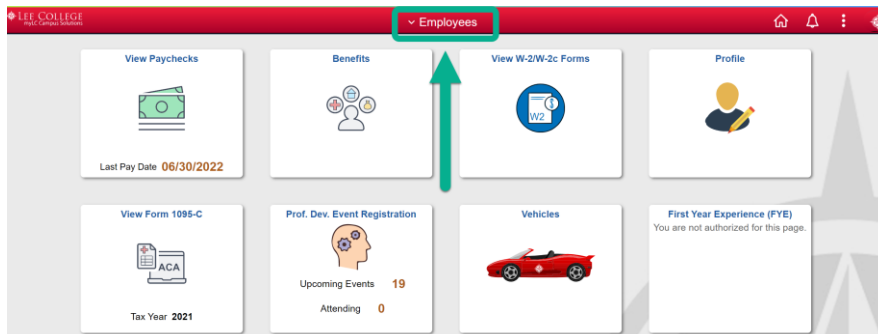 LEE COLLEGE
myLC Campus Solutions
Employees
View Paychecks
Last Pay Date 06/30/2022
Benefits
View W-2/W-2c Forms
W2
Profile
View Form 1095-C
ACA
Tax Year 2021
Prof. Dev. Event Registration
Upcoming Events 19
Attending 0
Vehicles
First Year Experience (FYE)
You are not authorized for this page.